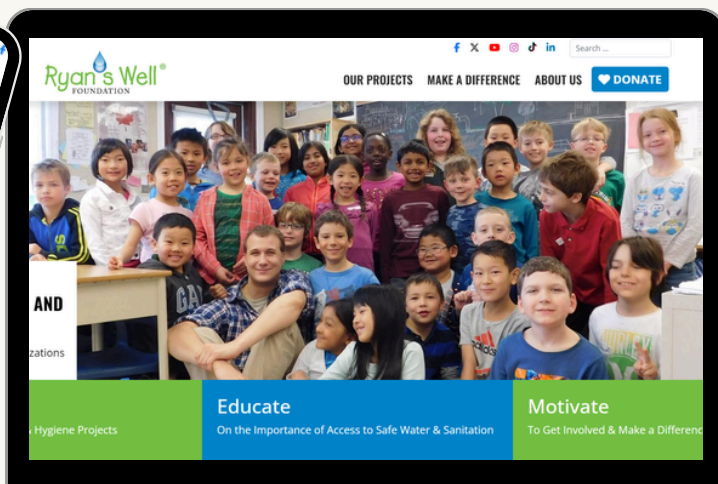 Search ...
Ryan's Well®
FOUNDATION
OUR PROJECTS MAKE A DIFFERENCE ABOUT US DONATE
AND
zations
Educate
Motivate
& Hygiene Projects
On the Importance of Access to Safe Water & Sanitation
To Get Involved & Make a Differenc